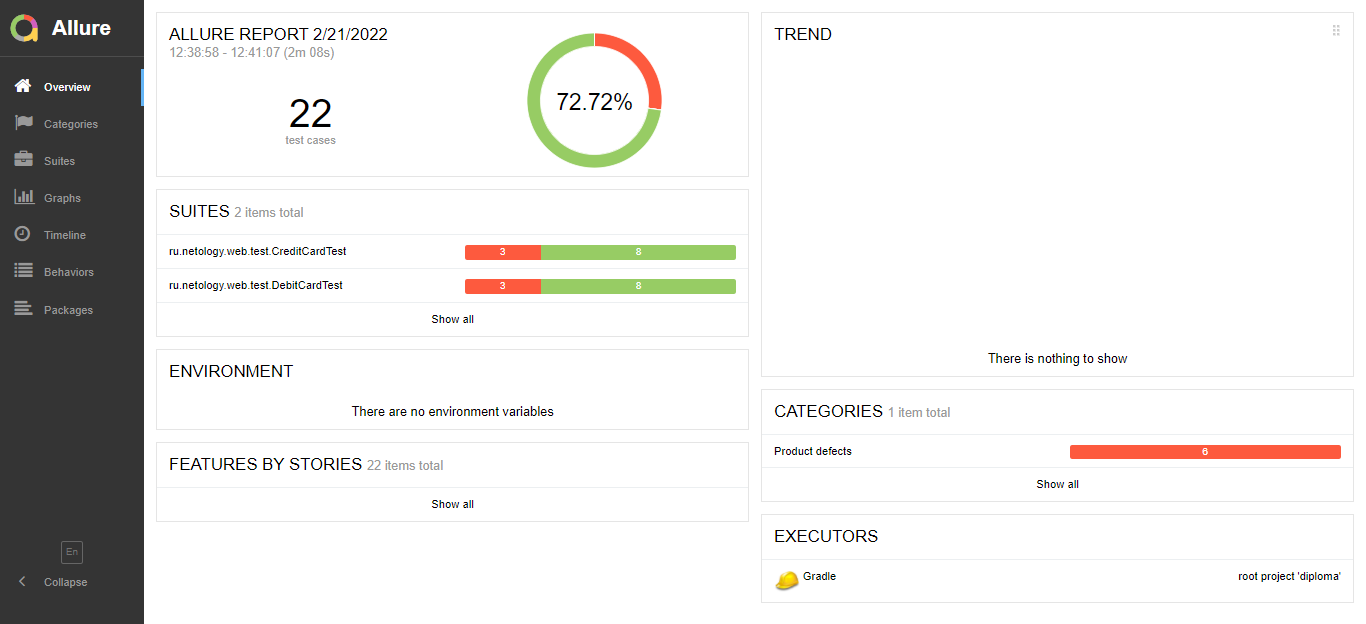 Allure
Overview
Categories
Suites
Graphs
Timeline
Behaviors
Packages
En
Collapse
ALLURE REPORT 2/21/2022
12:38:58 - 12:41:07 (2m 08s)
22
test cases
72.72%
SUITES 2 items total
ru.netology.web.test.CreditCardTest 3 8
ru.netology.web.test.DebitCardTest 3 8
Show all
ENVIRONMENT
There are no environment variables
FEATURES BY STORIES 22 items total
Show all
TREND
There is nothing to show
CATEGORIES 1 item total
Product defects 6
Show all
EXECUTORS
Gradle root project 'diploma'